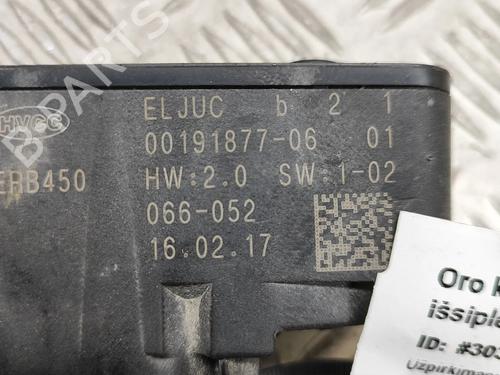 ELJUC b 2 1
HVCC 00191877-06 01
ERB450 HW:2.0 SW:1-02
066-052
16.02.17
Oro
išsipla
ID: #30
B-PARTS